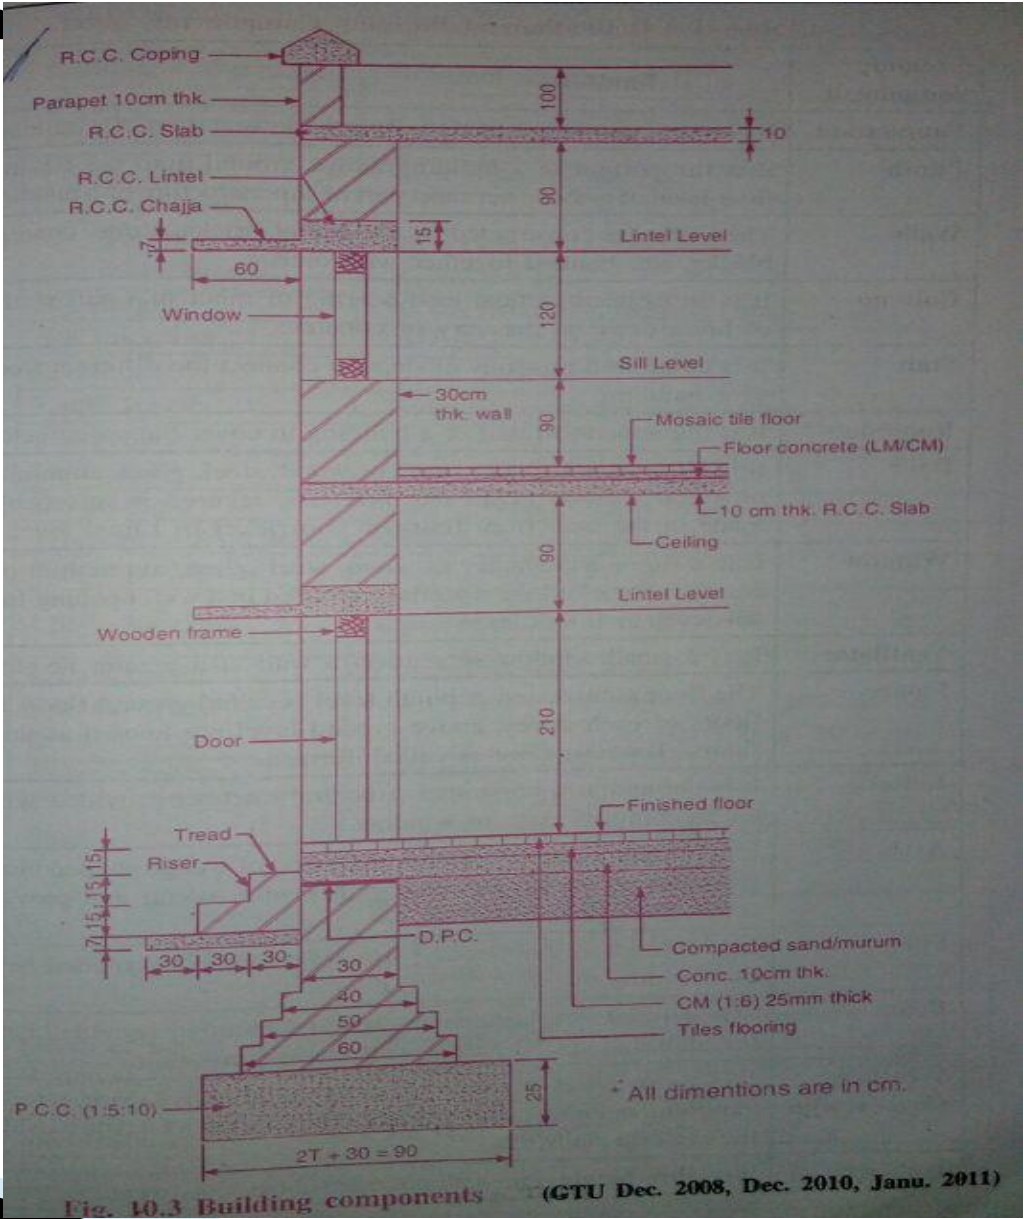 R.C.C. Coping
Parapet 10cm thk.
100
R.C.C. Slab
10
R.C.C. Lintel
90
R.C.C. Chajja
15
Lintel Level
7
60
Window
120
Sill Level
30cm
thk. wall
90
Mosaic tile floor
Floor concrete (LM/CM)
10 cm thk. R.C.C. Slab
Ceiling
90
Lintel Level
Wooden frame
210
Door
Finished floor
Tread
15
Riser
15
15
7
D.P.C.
30 30 30
30
Compacted sand/murum
Conc. 10cm thk.
40
CM (1:6) 25mm thick
50
Tiles flooring
60
25
* All dimentions are in cm.
P.C.C. (1:5:10)
2T + 30 = 90
Fig. 10.3 Building components (GTU Dec. 2008, Dec. 2010, Janu. 2011)